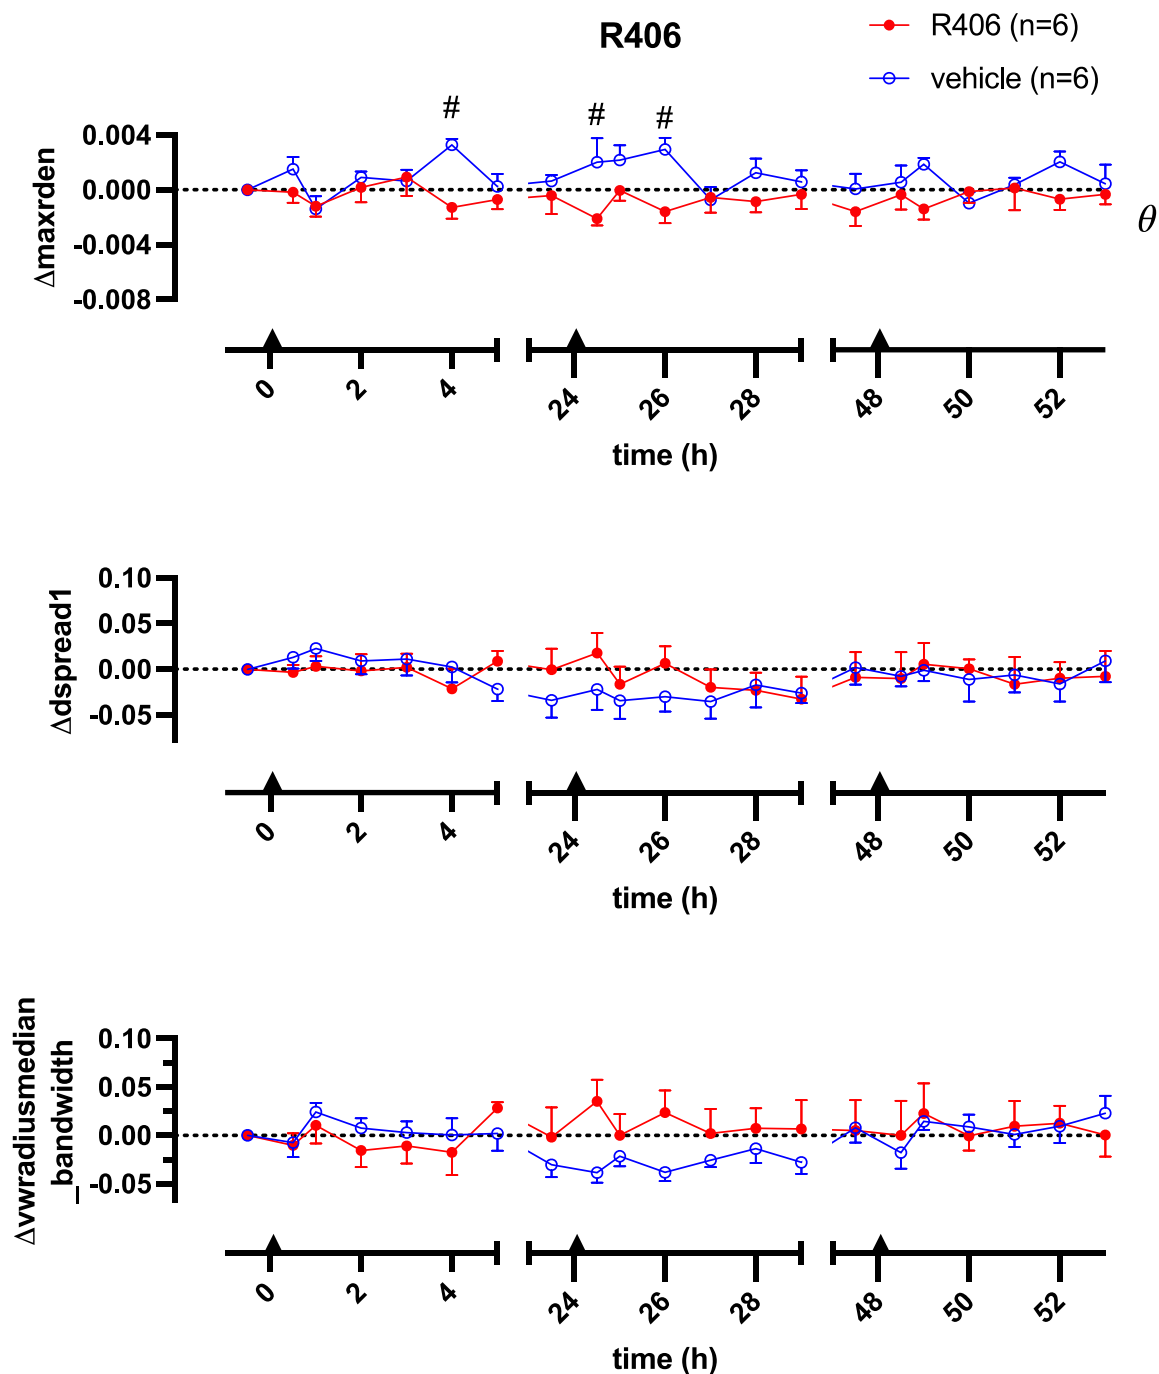 R406
R406 (n=6)
vehicle (n=6)
# # #
Δmaxrden
0.004
0.000
-0.004
-0.008
θ
0 2 4 24 26 28 48 50 52
time (h)
Δdspread1
0.10
0.05
0.00
-0.05
0 2 4 24 26 28 48 50 52
time (h)
Δvwradiusmedian
_bandwidth
0.10
0.05
0.00
-0.05
0 2 4 24 26 28 48 50 52
time (h)